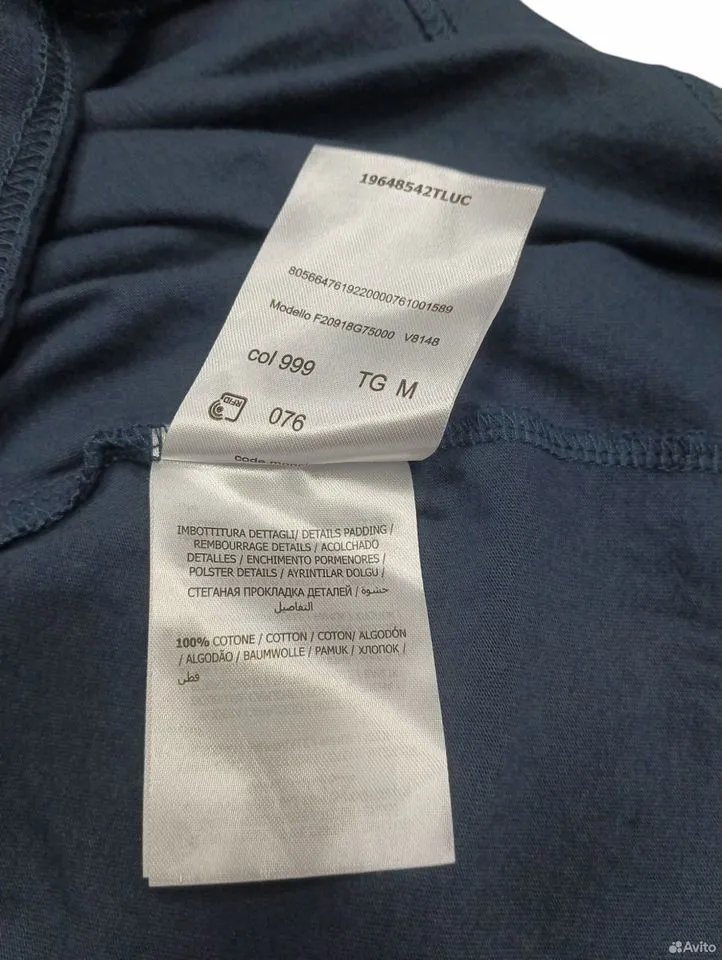 19648542TLUC
8056647619220000761001589
Modello F20918G75000 V8148
col 999 TG M
RFID 076
code
IMBOTTITURA DETTAGLI/ DETAILS PADDING /
REMBOURRAGE DETAILS / ACOLCHADO
DETALLES / ENCHIMENTO PORMENORES /
POLSTER DETAILS / AYRINTILAR DOLGU /
СТЕГАНАЯ ПРОКЛАДКА ДЕТАЛЕЙ / حشوة
التفاصيل
100% COTONE / COTTON / COTON/ ALGODÓN
/ ALGODÃO / BAUMWOLLE / PAMUK / ХЛОПОК /
قطن
Avito